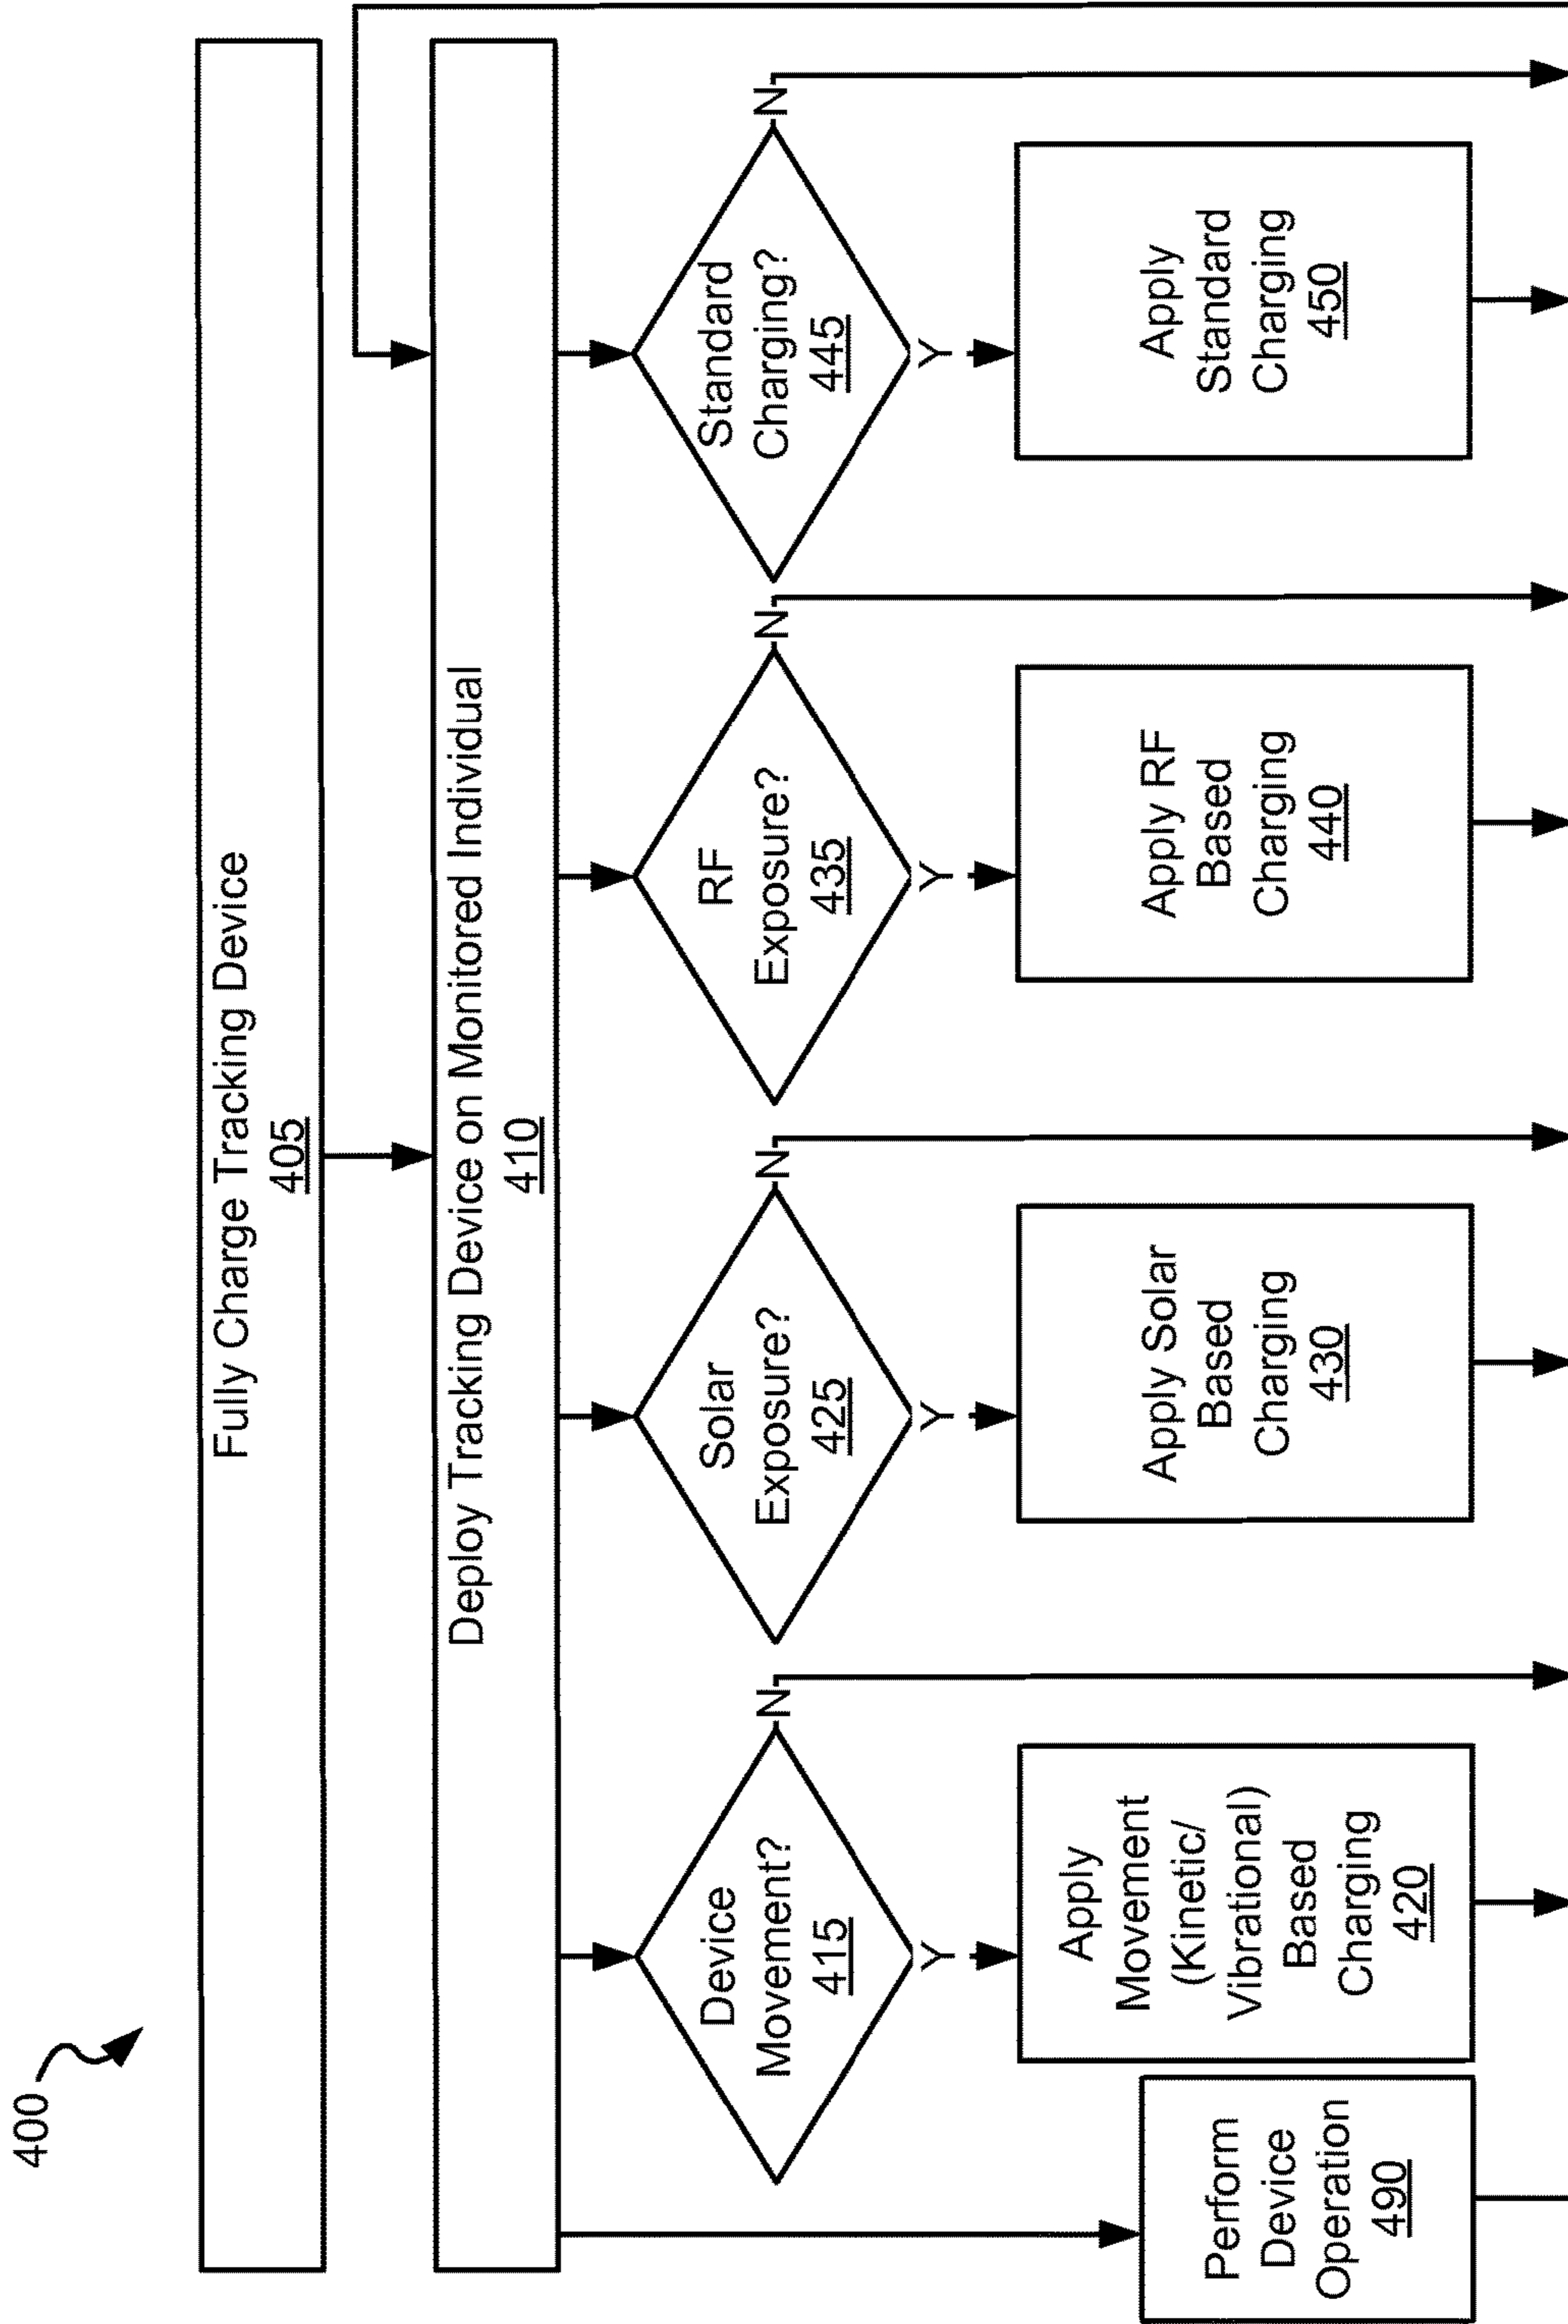 400
Fully Charge Tracking Device
405
Deploy Tracking Device on Monitored Individual
410
Device
Movement?
415
N
Y
Solar
Exposure?
425
N
Y
RF
Exposure?
435
N
Y
Standard
Charging?
445
N
Y
Perform
Device
Operation
490
Apply
Movement
(Kinetic/
Vibrational)
Based
Charging
420
Apply Solar
Based
Charging
430
Apply RF
Based
Charging
440
Apply
Standard
Charging
450